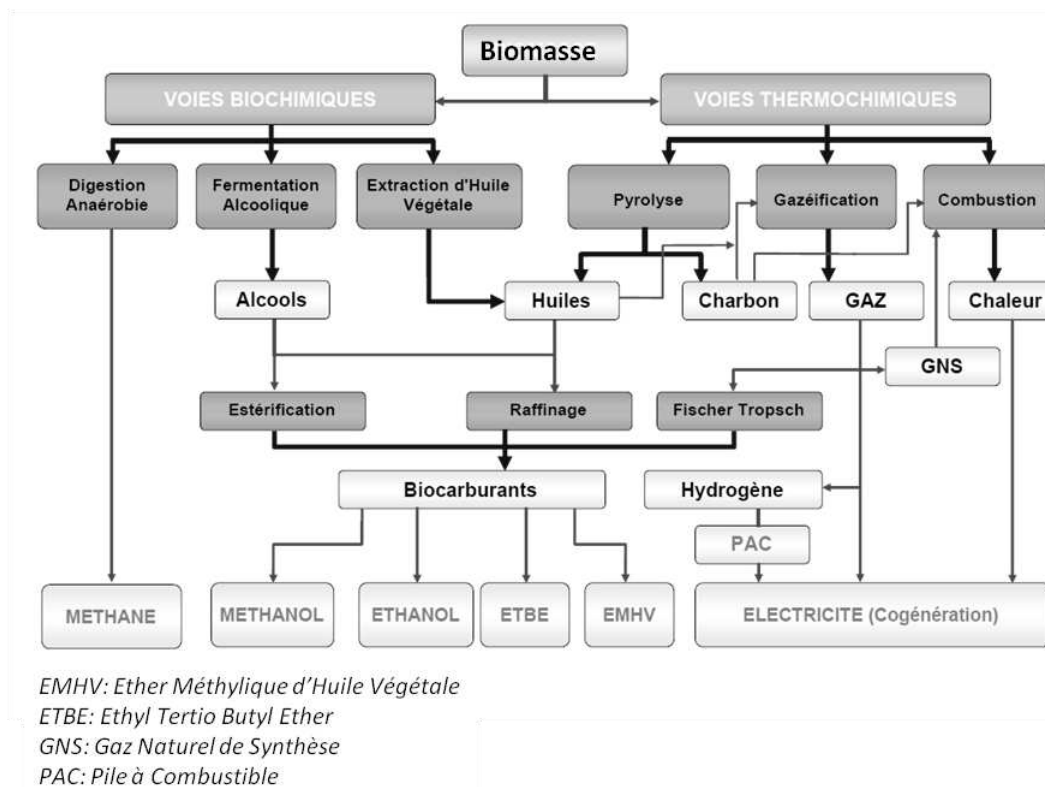 Biomasse
VOIES BIOCHIMIQUES
VOIES THERMOCHIMIQUES
Digestion
Anaérobie
Fermentation
Alcoolique
Extraction d'Huile
Végétale
Pyrolyse
Gazéification
Combustion
Alcools
Huiles
Charbon
GAZ
Chaleur
GNS
Estérification
Raffinage
Fischer Tropsch
Biocarburants
Hydrogène
PAC
METHANE
METHANOL
ETHANOL
ETBE
EMHV
ELECTRICITE (Cogénération)
EMHV: Ether Méthylique d'Huile Végétale
ETBE: Ethyl Tertio Butyl Ether
GNS: Gaz Naturel de Synthèse
PAC: Pile à Combustible